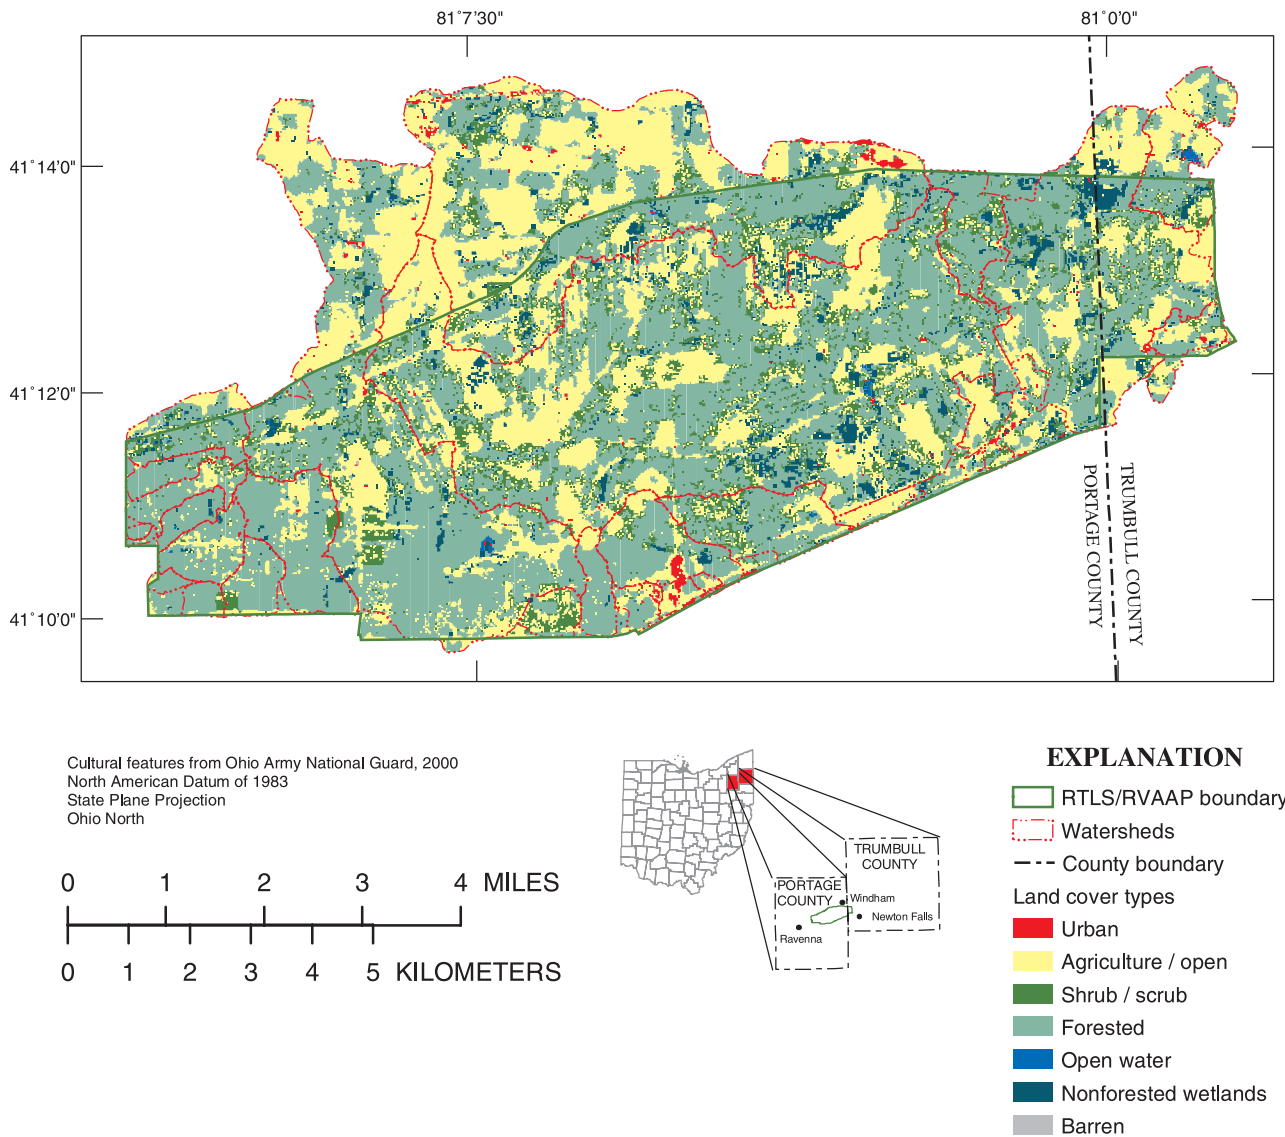 81°7'30"
81°0'0"
41°14'0"
41°12'0"
41°10'0"
TRUMBULL COUNTY
PORTAGE COUNTY
Cultural features from Ohio Army National Guard, 2000
North American Datum of 1983
State Plane Projection
Ohio North
0 1 2 3 4 MILES
0 1 2 3 4 5 KILOMETERS
TRUMBULL
COUNTY
PORTAGE
COUNTY
Windham
Newton Falls
Ravenna
EXPLANATION
RTLS/RVAAP boundary
Watersheds
County boundary
Land cover types
Urban
Agriculture / open
Shrub / scrub
Forested
Open water
Nonforested wetlands
Barren